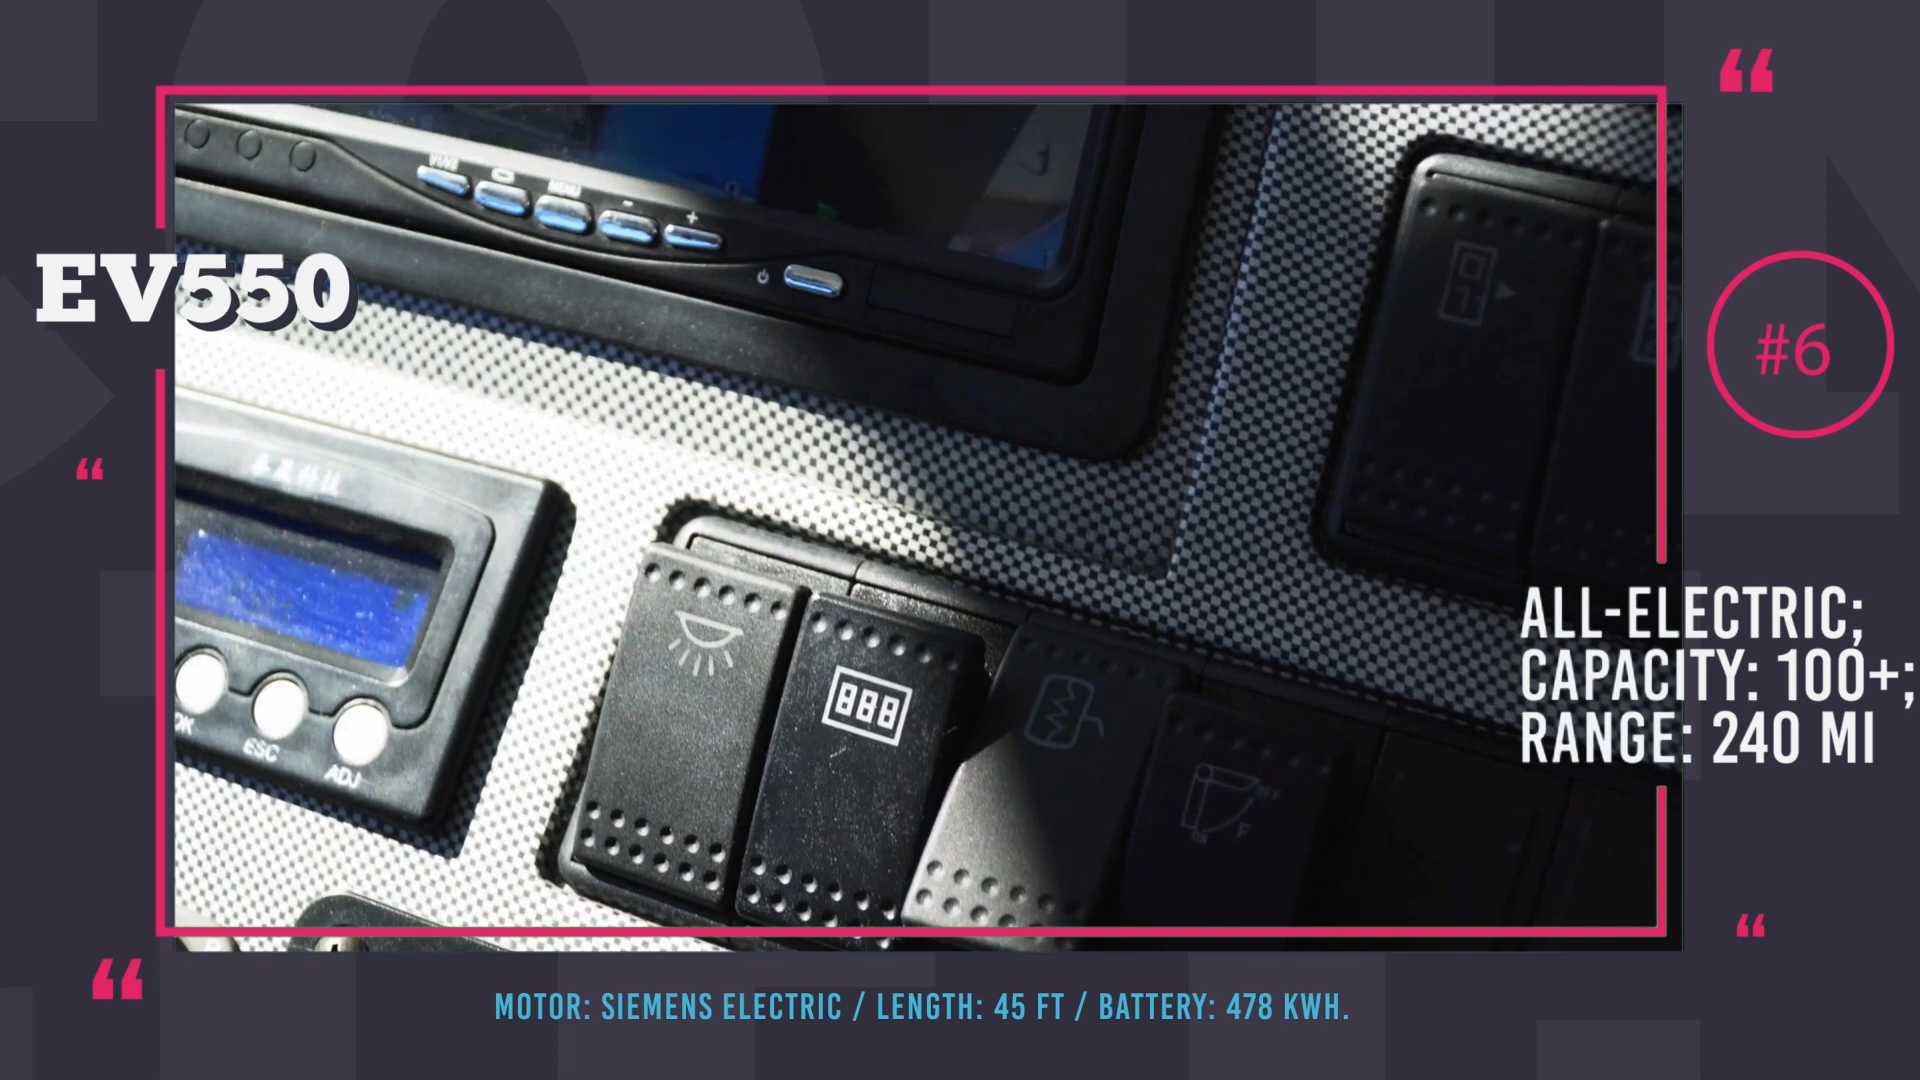 EV550
#6
MENU
-
+
OK
ESC
ADJ
888
OFF
F
ALL-ELECTRIC;
CAPACITY: 100+;
RANGE: 240 MI
MOTOR: SIEMENS ELECTRIC / LENGTH: 45 FT / BATTERY: 478 KWH.